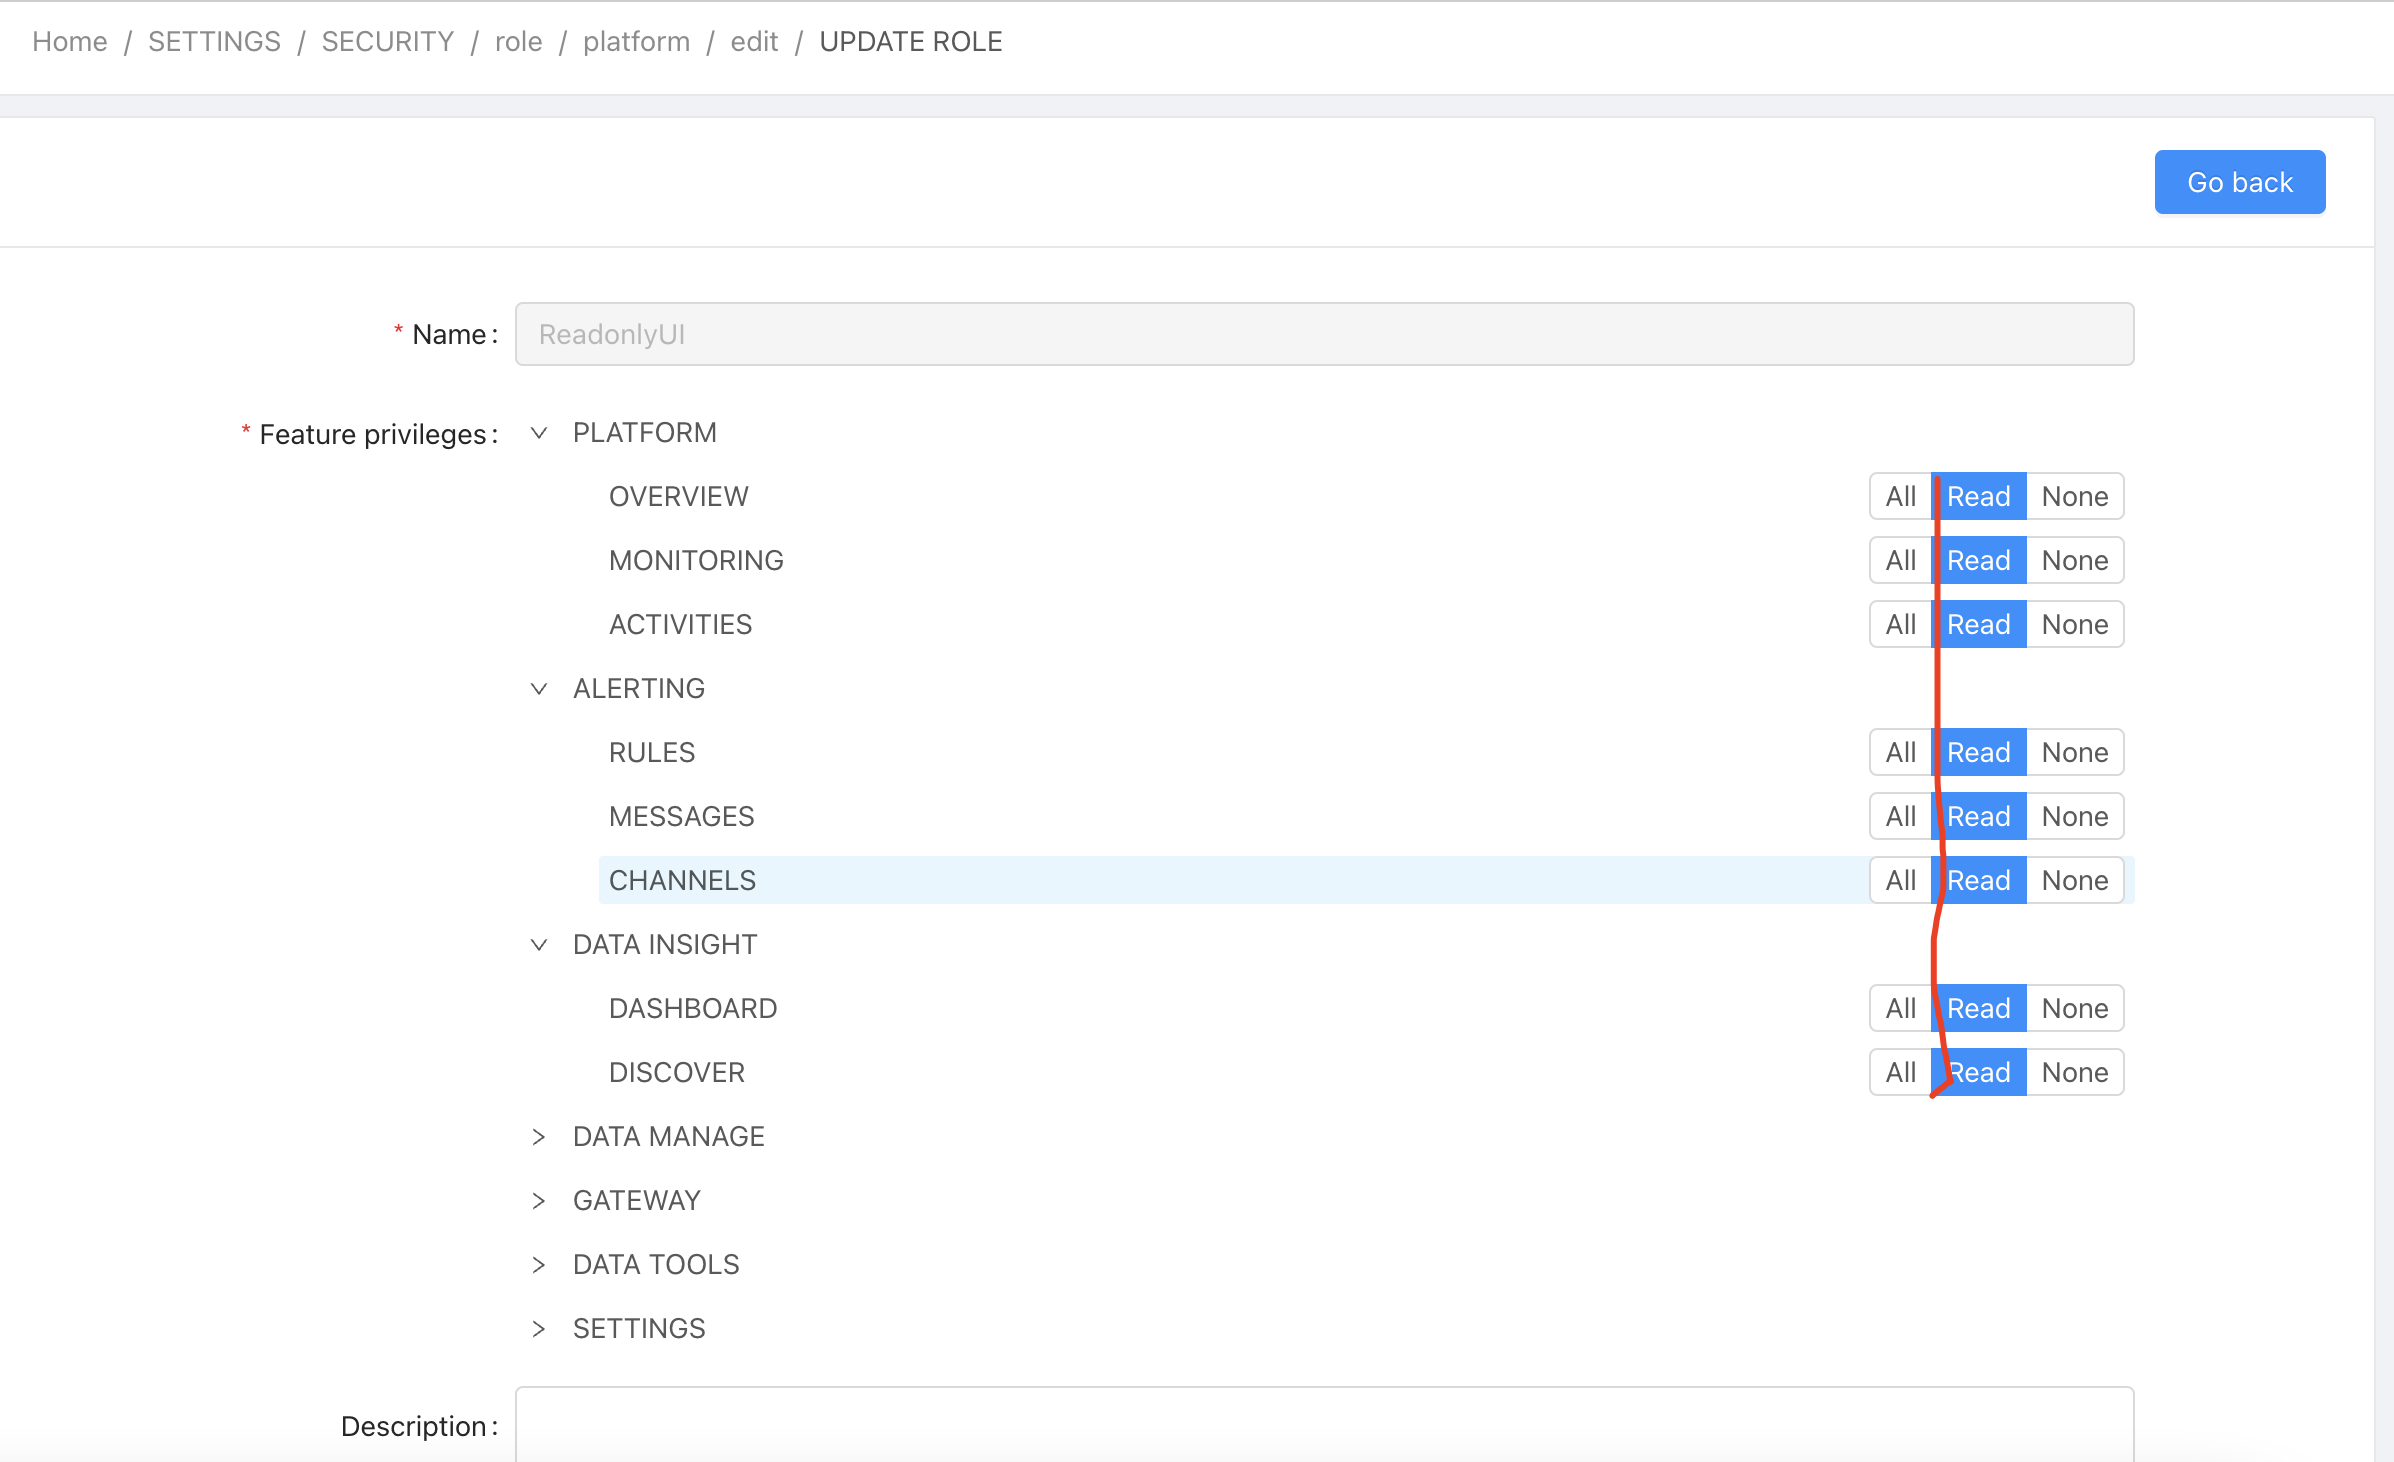 Home / SETTINGS / SECURITY / role / platform / edit / UPDATE ROLE
Go back
* Name: ReadonlyUI
* Feature privileges: PLATFORM
OVERVIEW All Read None
MONITORING All Read None
ACTIVITIES All Read None
ALERTING
RULES All Read None
MESSAGES All Read None
CHANNELS All Read None
DATA INSIGHT
DASHBOARD All Read None
DISCOVER All Read None
DATA MANAGE
GATEWAY
DATA TOOLS
SETTINGS
Description: